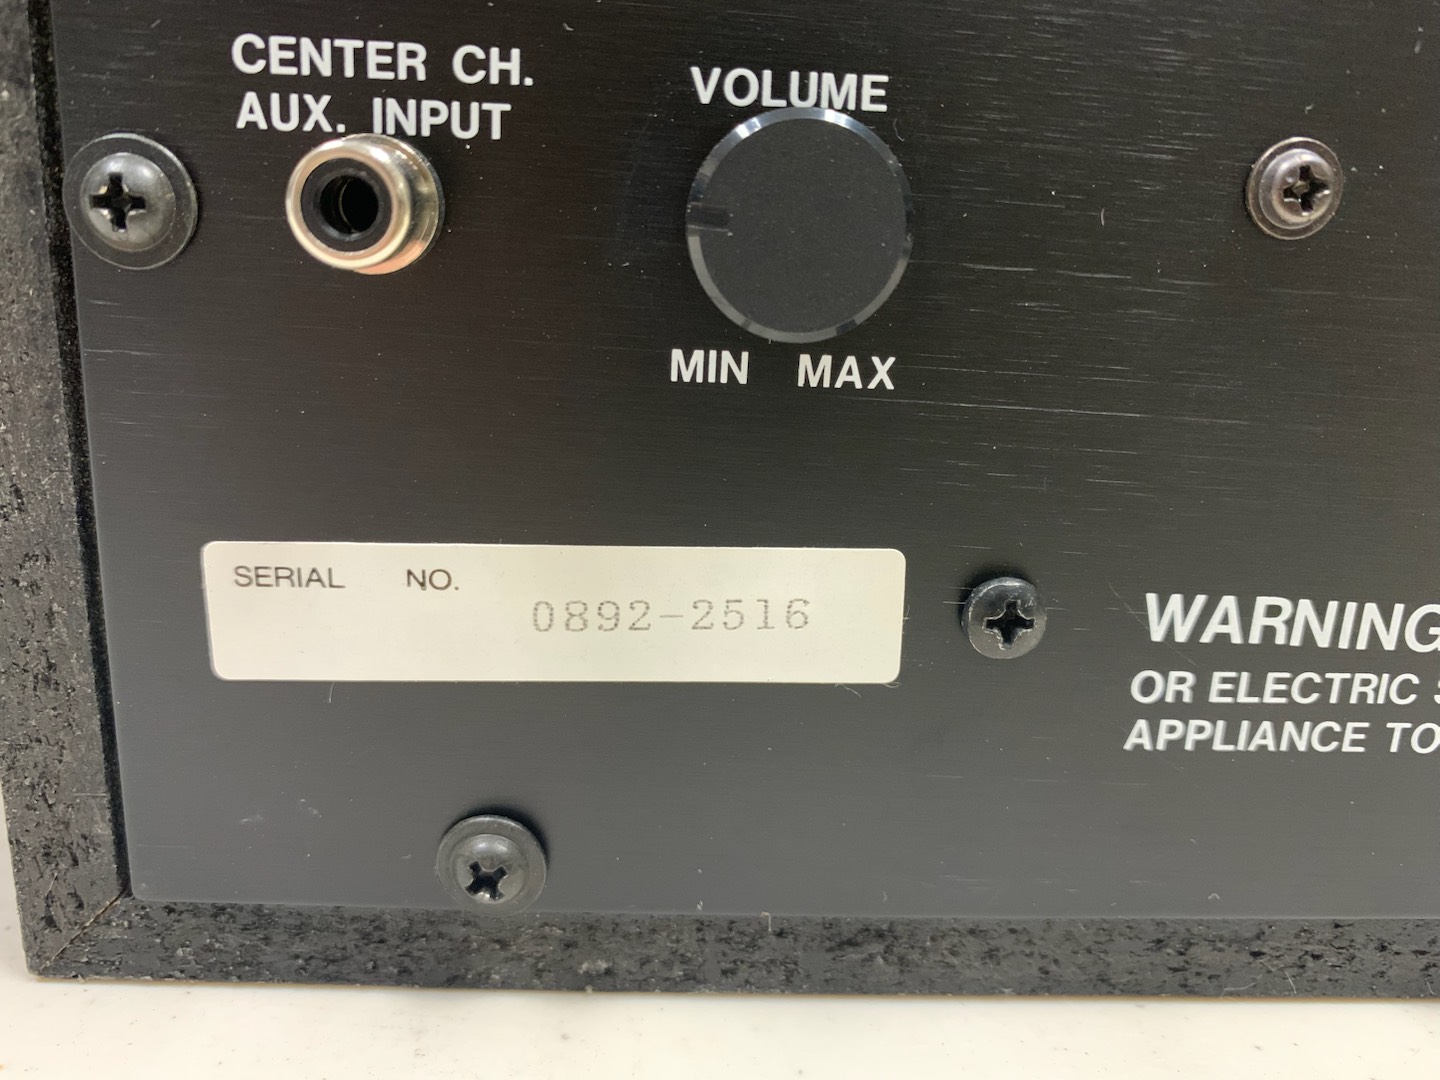 CENTER CH.
AUX. INPUT
VOLUME
MIN MAX
SERIAL NO.
0892-2516
WARNING
OR ELECTRIC
APPLIANCE TO